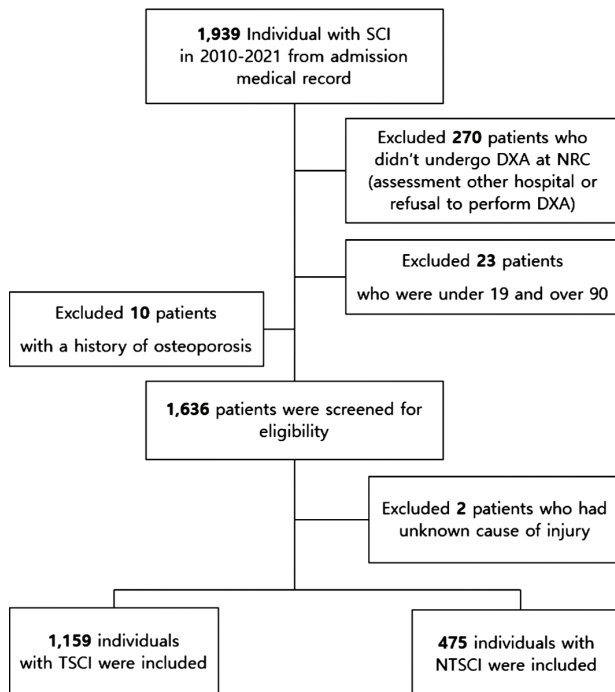 1,939 Individual with SCI
in 2010-2021 from admission
medical record
Excluded 270 patients who
didn't undergo DXA at NRC
(assessment other hospital or
refusal to perform DXA)
Excluded 23 patients
who were under 19 and over 90
Excluded 10 patients
with a history of osteoporosis
1,636 patients were screened for
eligibility
Excluded 2 patients who had
unknown cause of injury
1,159 individuals
with TSCI were included
475 individuals with
NTSCI were included